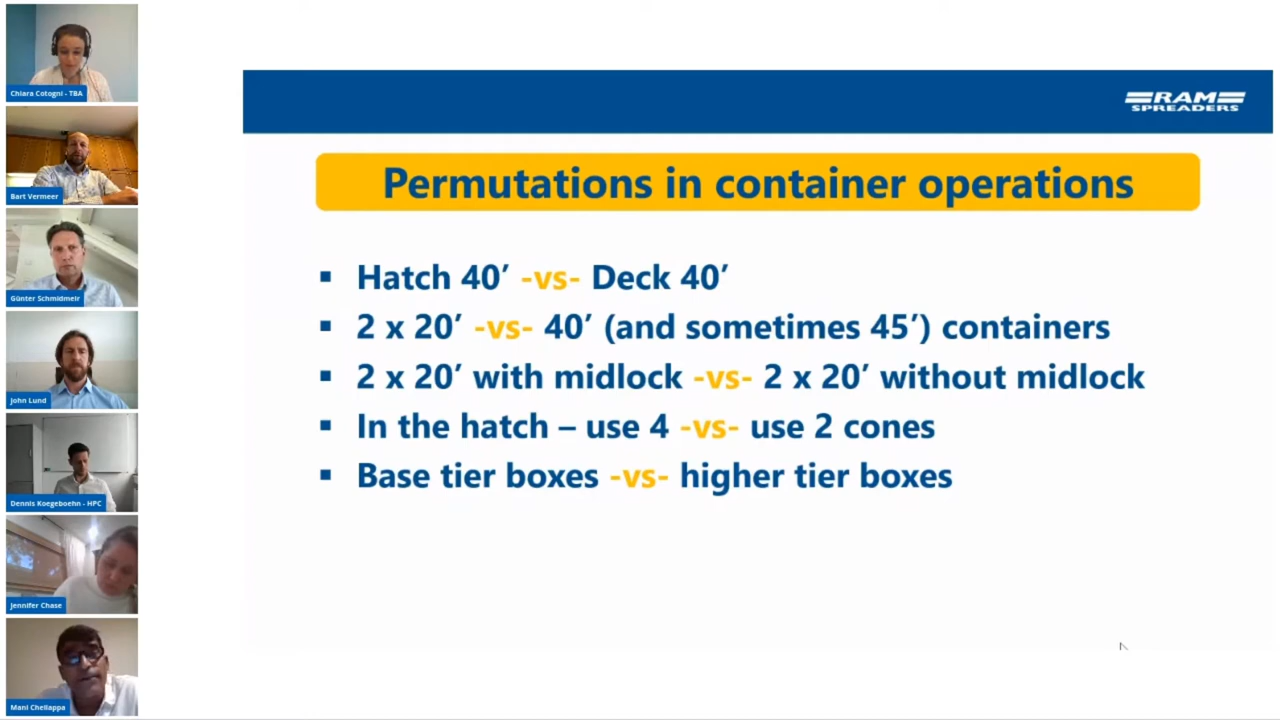 Chiara Cotogni - TBA
Bart Vermeer
Günter Schmidmeir
John Lund
Dennis Koegeboehn - HPC
Jennifer Chase
Mani Chellappa
RAM
SPREADERS
Permutations in container operations
▪ Hatch 40’ -vs- Deck 40’
▪ 2 x 20’ -vs- 40’ (and sometimes 45’) containers
▪ 2 x 20’ with midlock -vs- 2 x 20’ without midlock
▪ In the hatch – use 4 -vs- use 2 cones
▪ Base tier boxes -vs- higher tier boxes